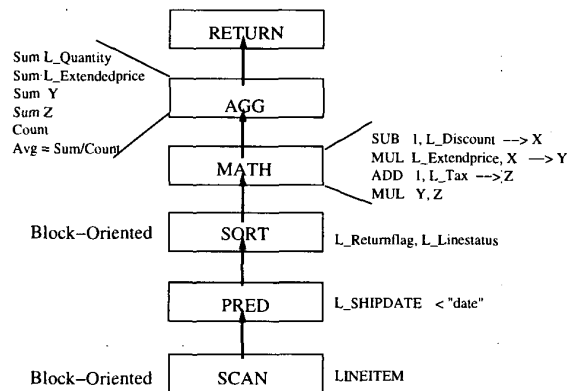 RETURN
Sum L_Quantity
Sum L_Extendedprice
Sum Y
Sum Z
Count
Avg = Sum/Count
AGG
MATH
SUB 1, L_Discount —> X
MUL L_Extendprice, X —> Y
ADD 1, L_Tax —> Z
MUL Y, Z
Block-Oriented
SORT
L_Returnflag, L_Linestatus
PRED
L_SHIPDATE < "date"
Block-Oriented
SCAN
LINEITEM